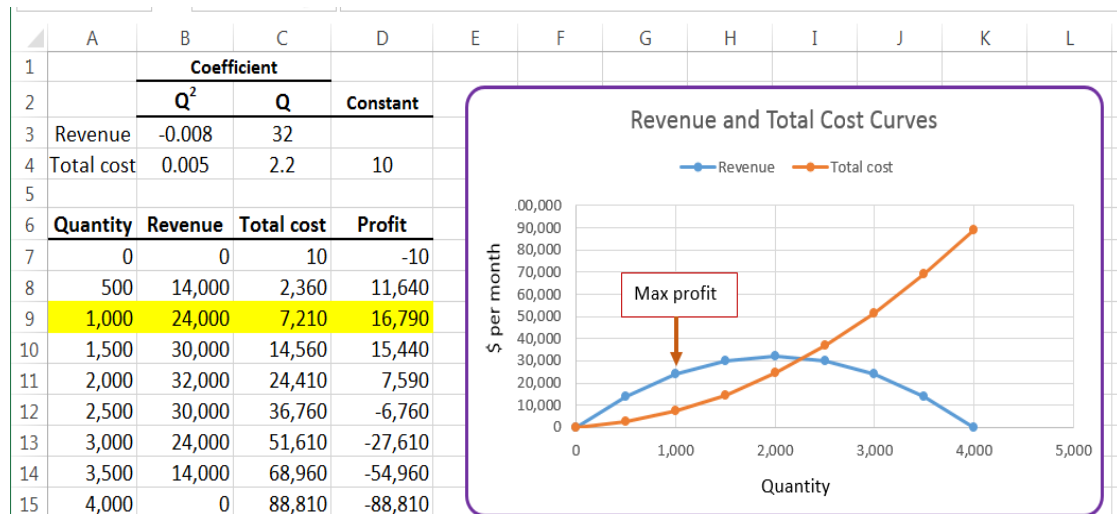 A B C D E F G H I J K L
1 Coefficient
2 Q² Q Constant
3 Revenue -0.008 32
4 Total cost 0.005 2.2 10
5
6 Quantity Revenue Total cost Profit
7 0 0 10 -10
8 500 14,000 2,360 11,640
9 1,000 24,000 7,210 16,790
10 1,500 30,000 14,560 15,440
11 2,000 32,000 24,410 7,590
12 2,500 30,000 36,760 -6,760
13 3,000 24,000 51,610 -27,610
14 3,500 14,000 68,960 -54,960
15 4,000 0 88,810 -88,810
Revenue and Total Cost Curves
Revenue Total cost
$ per month
00,000
90,000
80,000
70,000
60,000
50,000
40,000
30,000
20,000
10,000
0
Max profit
0 1,000 2,000 3,000 4,000 5,000
Quantity